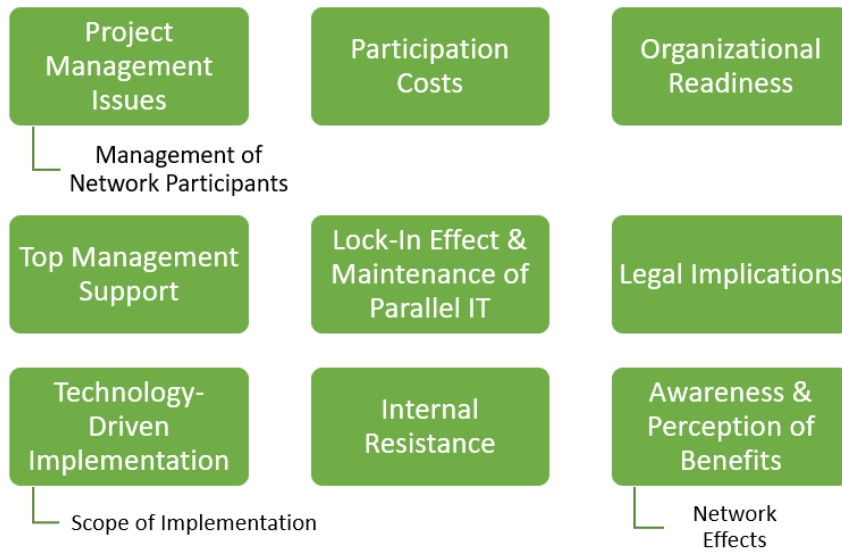 Project
Management
Issues
Participation
Costs
Organizational
Readiness
Management of
Network Participants
Top Management
Support
Lock-In Effect &
Maintenance of
Parallel IT
Legal Implications
Technology-
Driven
Implementation
Internal
Resistance
Awareness &
Perception of
Benefits
Scope of Implementation
Network
Effects